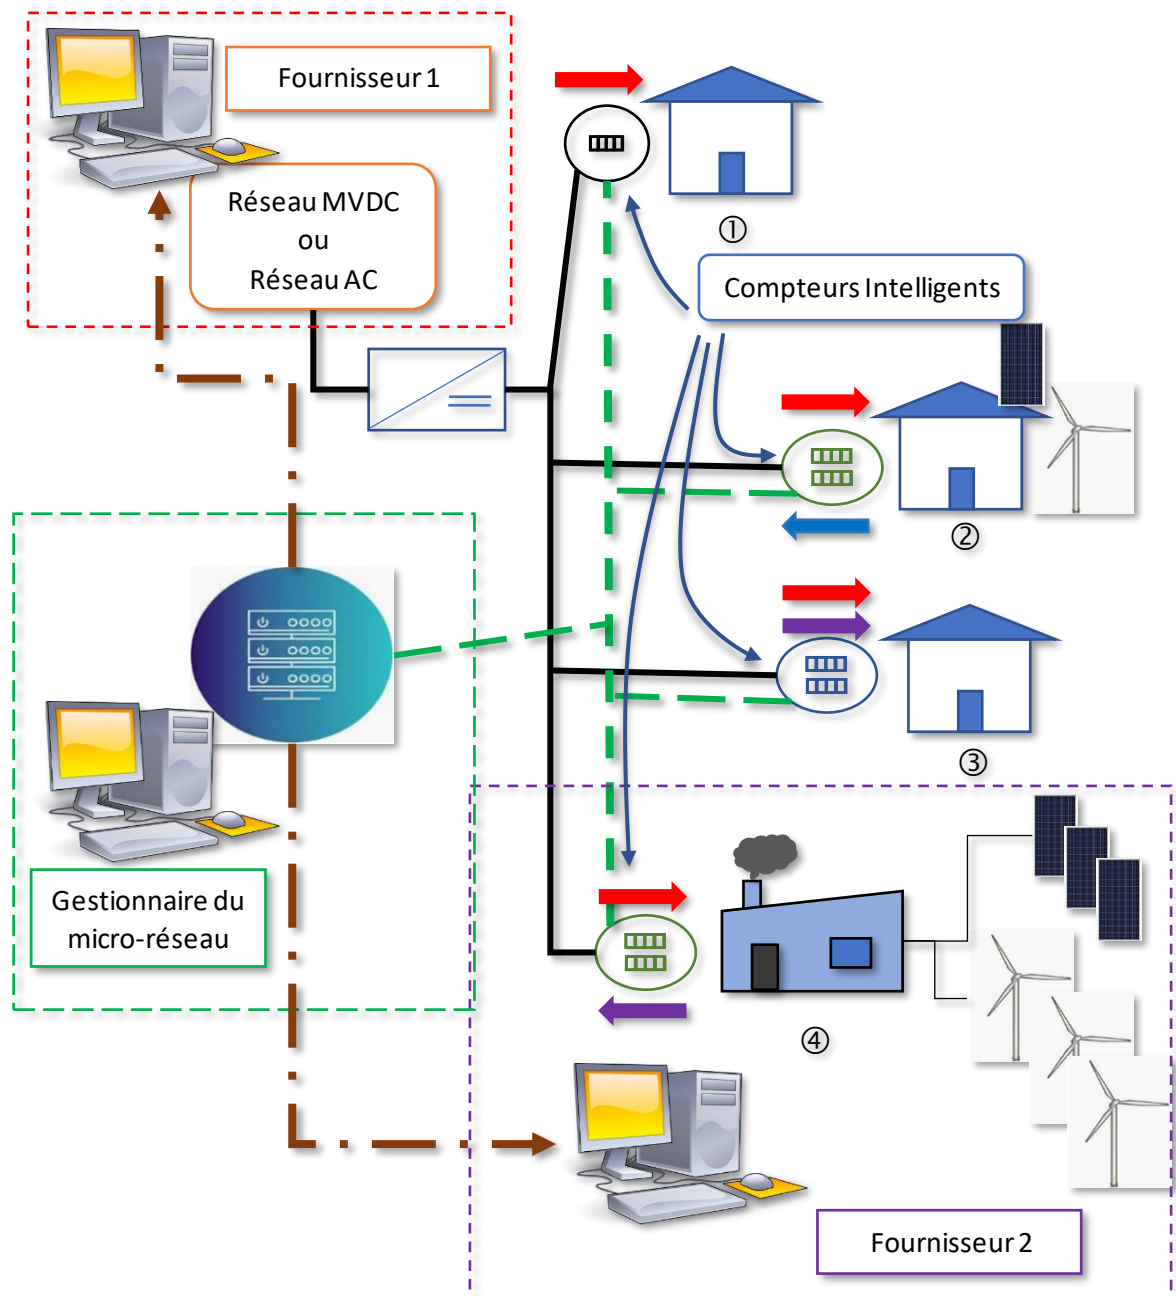 Fournisseur 1
Réseau MVDC
ou
Réseau AC
①
Compteurs Intelligents
②
③
Gestionnaire du
micro-réseau
④
Fournisseur 2